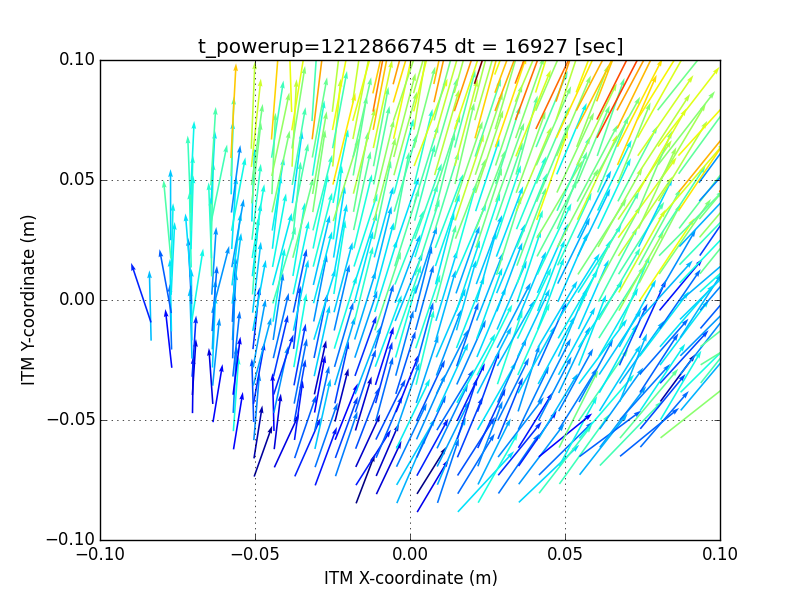 t_powerup=1212866745 dt = 16927 [sec]
0.10
0.05
0.00
−0.05
−0.10
ITM Y-coordinate (m)
−0.10 −0.05 0.00 0.05 0.10
ITM X-coordinate (m)